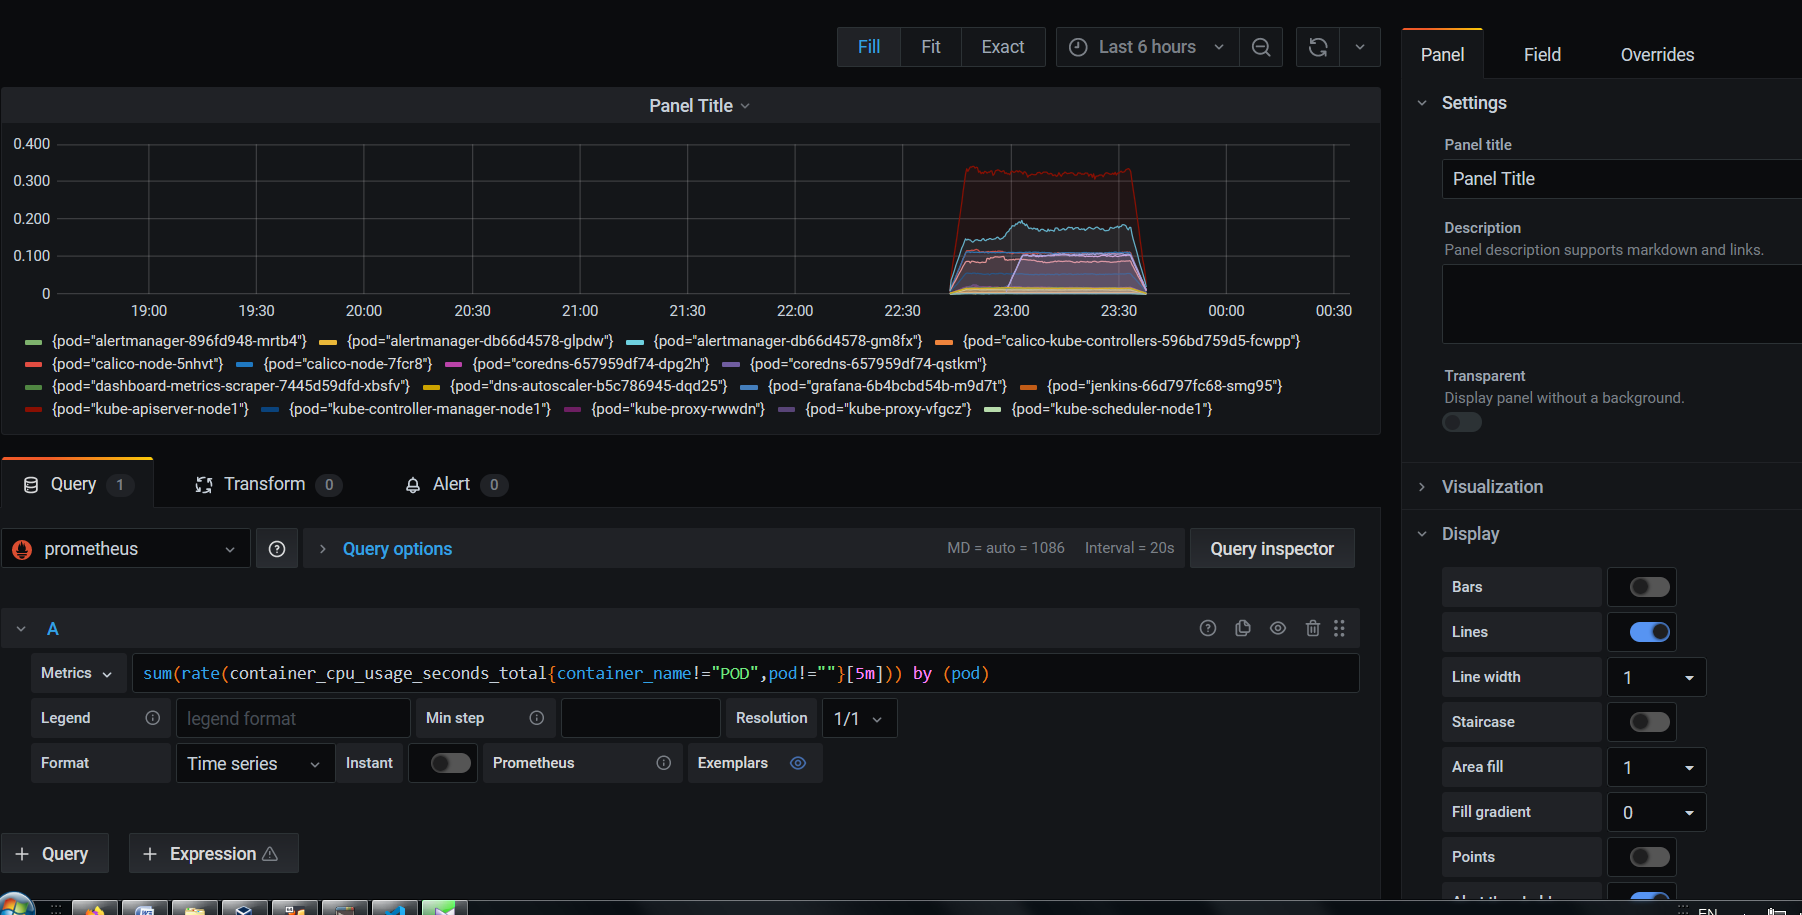 Fill Fit Exact Last 6 hours
Panel Field Overrides
Panel Title
0.400
0.300
0.200
0.100
0
19:00 19:30 20:00 20:30 21:00 21:30 22:00 22:30 23:00 23:30 00:00 00:30
{pod="alertmanager-896fd948-mrtb4"} {pod="alertmanager-db66d4578-glpdw"} {pod="alertmanager-db66d4578-gm8fx"} {pod="calico-kube-controllers-596bd759d5-fcwpp"}
{pod="calico-node-5nhvt"} {pod="calico-node-7fcr8"} {pod="coredns-657959df74-dpg2h"} {pod="coredns-657959df74-qstkm"}
{pod="dashboard-metrics-scraper-7445d59dfd-xbsfv"} {pod="dns-autoscaler-b5c786945-dqd25"} {pod="grafana-6b4bcbd54b-m9d7t"} {pod="jenkins-66d797fc68-smg95"}
{pod="kube-apiserver-node1"} {pod="kube-controller-manager-node1"} {pod="kube-proxy-rwwdn"} {pod="kube-proxy-vfgcz"} {pod="kube-scheduler-node1"}
Query 1 Transform 0 Alert 0
prometheus Query options MD = auto = 1086 Interval = 20s Query inspector
A
Metrics sum(rate(container_cpu_usage_seconds_total{container_name!="POD",pod!=""}[5m])) by (pod)
Legend legend format Min step Resolution 1/1
Format Time series Instant Prometheus Exemplars
+ Query + Expression
Settings
Panel title
Panel Title
Description
Panel description supports markdown and links.
Transparent
Display panel without a background.
Visualization
Display
Bars
Lines
Line width 1
Staircase
Area fill 1
Fill gradient 0
Points
EN